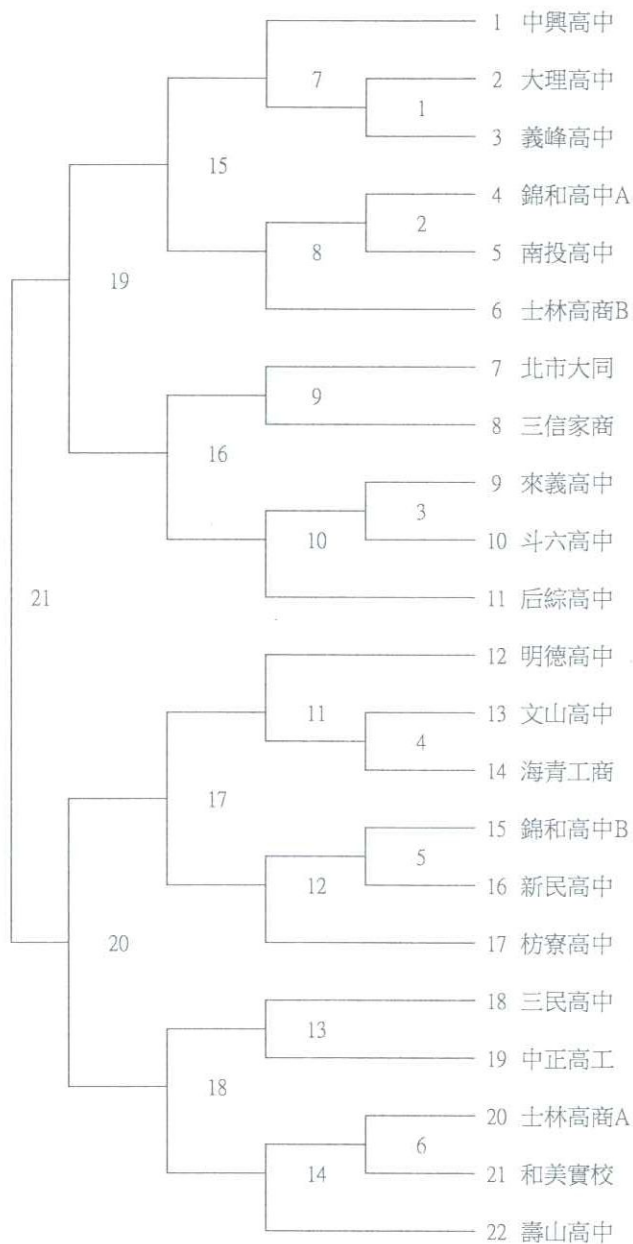 1 中興高中
7
2 大理高中
1
3 義峰高中
15
4 錦和高中A
2
8
5 南投高中
19
6 士林高商B
7 北市大同
9
8 三信家商
16
9 來義高中
3
10
10 斗六高中
21
11 后綜高中
12 明德高中
11
13 文山高中
4
14 海青工商
17
15 錦和高中B
5
12
16 新民高中
20
17 枋寮高中
18 三民高中
13
19 中正高工
18
20 士林高商A
6
14
21 和美實校
22 壽山高中